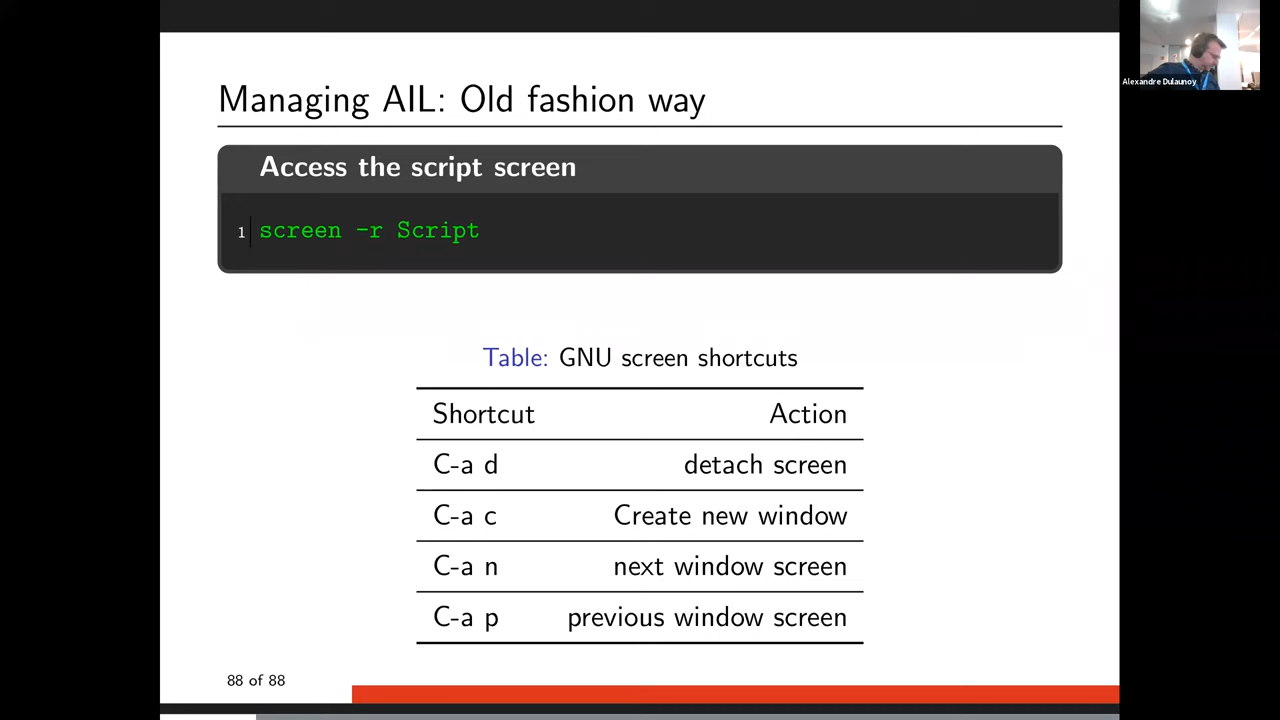 Alexandre Dulaunoy
Managing AIL: Old fashion way
Access the script screen
1 screen -r Script
Table: GNU screen shortcuts
Shortcut Action
C-a d detach screen
C-a c Create new window
C-a n next window screen
C-a p previous window screen
88 of 88